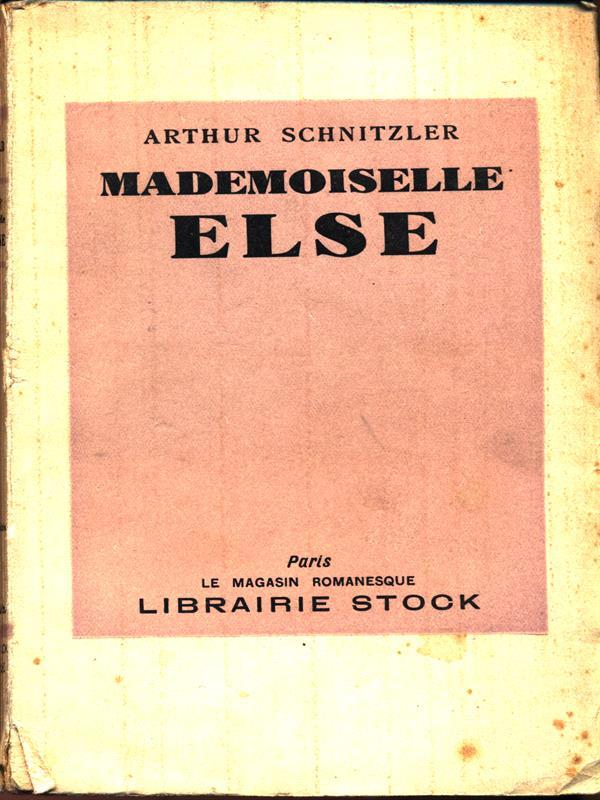 ARTHUR SCHNITZLER
MADEMOISELLE
ELSE
Paris
LE MAGASIN ROMANESQUE
LIBRAIRIE STOCK